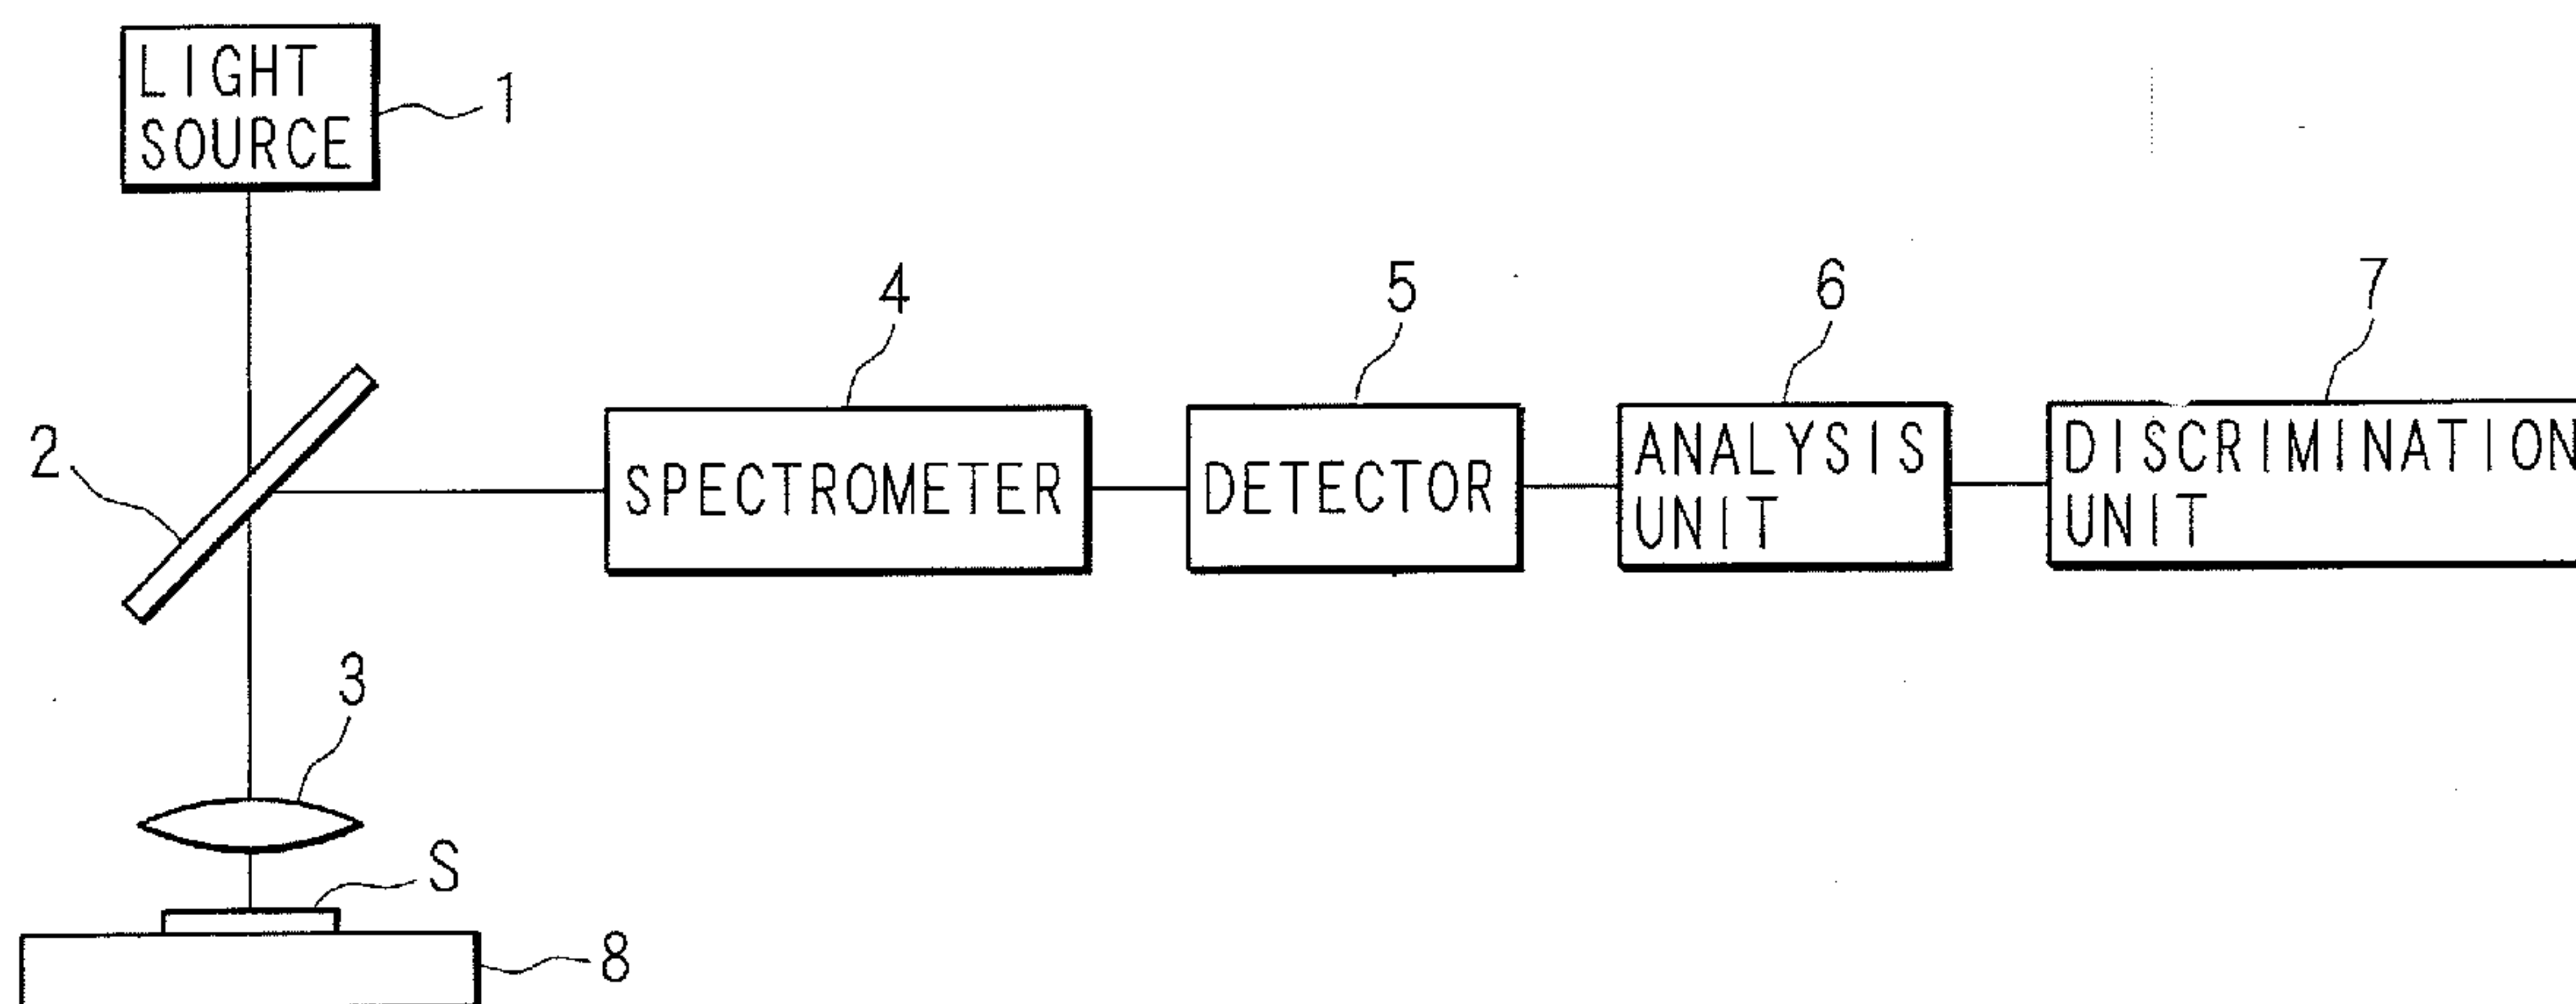 LIGHT
SOURCE
1
4
5
6
7
2
SPECTROMETER
DETECTOR
ANALYSIS
UNIT
DISCRIMINATION
UNIT
3
S
8